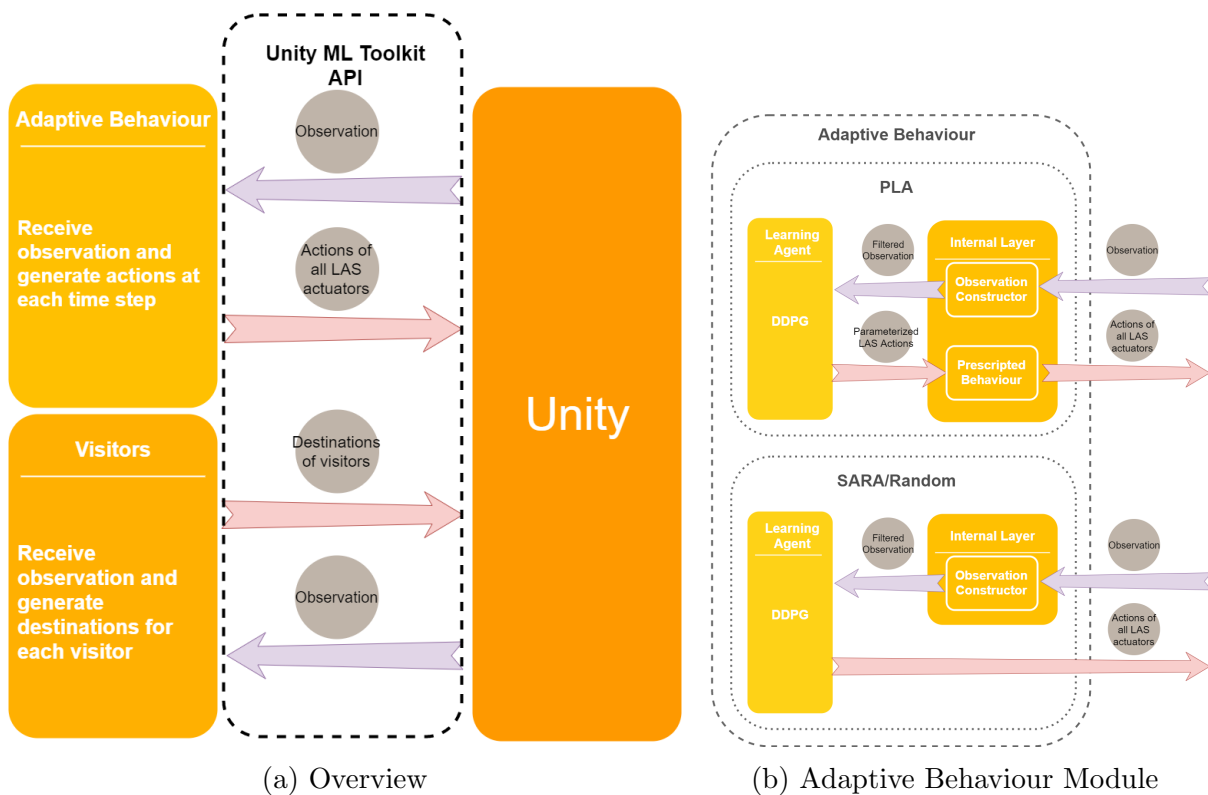 Unity ML Toolkit
API
Adaptive Behaviour
Receive
observation and
generate actions at
each time step
Visitors
Receive
observation and
generate
destinations for
each visitor
Observation
Actions of
all LAS
actuators
Destinations
of visitors
Observation
Unity
(a) Overview
Adaptive Behaviour
PLA
Learning
Agent
DDPG
Filtered
Observation
Parameterized
LAS Actions
Internal Layer
Observation
Constructor
Prescripted
Behaviour
Observation
Actions of
all LAS
actuators
SARA/Random
Learning
Agent
DDPG
Filtered
Observation
Internal Layer
Observation
Constructor
Observation
Actions of
all LAS
actuators
(b) Adaptive Behaviour Module